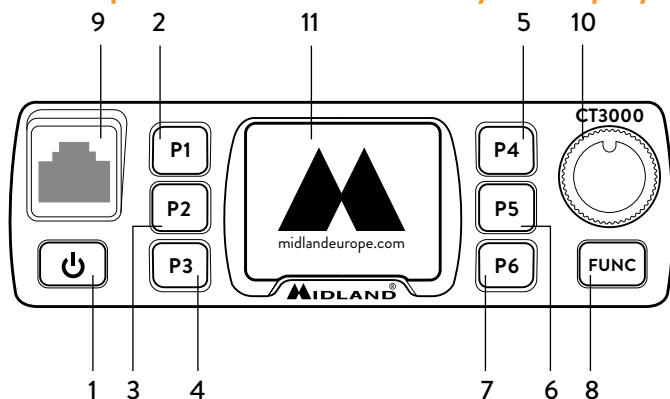 9 2 11 5 10
CT3000
P1 P4
P2 P5
midlandeurope.com
P3 P6 FUNC
MIDLAND®
1 3 4 7 6 8